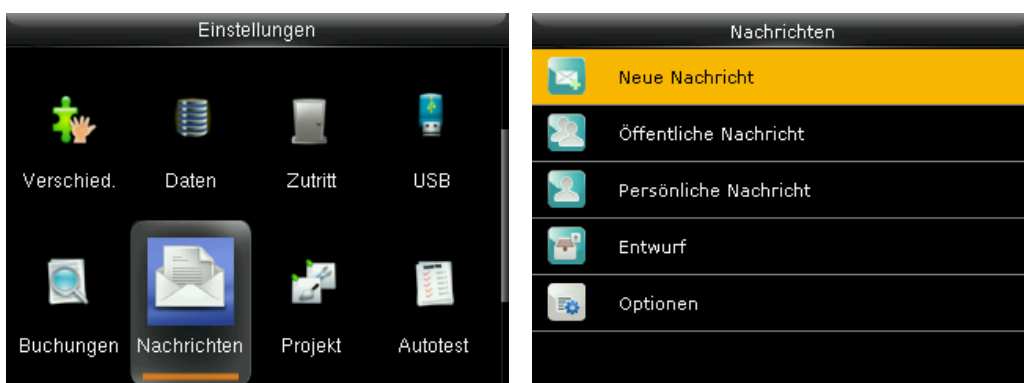 Einstellungen
Verschied. Daten Zutritt USB
Buchungen Nachrichten Projekt Autotest
Nachrichten
Neue Nachricht
Öffentliche Nachricht
Persönliche Nachricht
Entwurf
Optionen